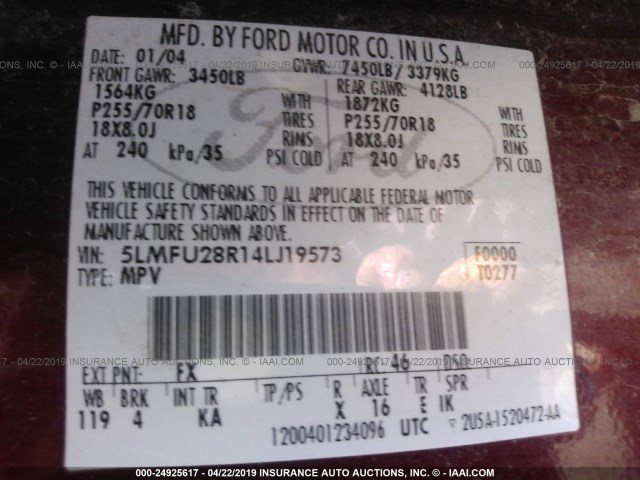 MFD. BY FORD MOTOR CO. IN U.S.A.
DATE: 01/04 GVWR: 7450LB / 3379KG
FRONT GAWR: 3450LB REAR GAWR: 4128LB
1564KG WITH 1872KG WITH
P255/70R18 TIRES P255/70R18 TIRES
18X8.0J RIMS 18X8.0J RIMS
AT 240 kPa/35 PSI COLD AT 240 kPa/35 PSI COLD
Ford
THIS VEHICLE CONFORMS TO ALL APPLICABLE FEDERAL MOTOR
VEHICLE SAFETY STANDARDS IN EFFECT ON THE DATE OF
MANUFACTURE SHOWN ABOVE.
VIN: 5LMFU28R14LJ19573 F0000
TYPE: MPV T0277
EXT PNT: FX RC: 46 DSO:
WB BRK INT TR TP/PS R AXLE TR SPR
119 4 KA X 16 E IK
1200401234096 UTC ▽ 2U5A-1520472-AA
000-24925617 - 04/22/2019 INSURANCE AUTO AUCTIONS, INC. - IAAI.COM